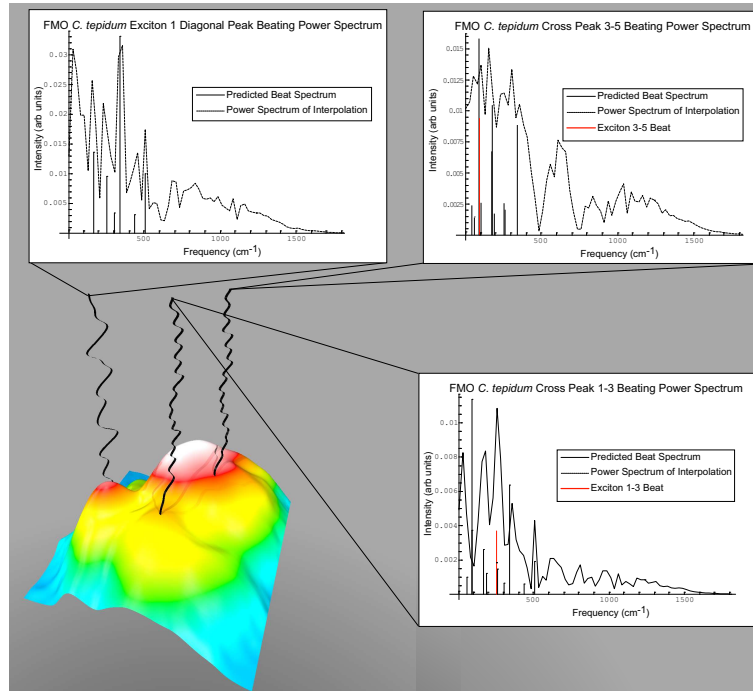 FMO C. tepidum Exciton 1 Diagonal Peak Beating Power Spectrum
0.03
0.02
0.01
0.005
Intensity (arb units)
Predicted Beat Spectrum
Power Spectrum of Interpolation
500
1000
1500
Frequency (cm-1)
FMO C. tepidum Cross Peak 3-5 Beating Power Spectrum
0.015
0.0125
0.01
0.0075
0.005
0.0025
Intensity (arb units)
Predicted Beat Spectrum
Power Spectrum of Interpolation
Exciton 3-5 Beat
500
1000
1500
Frequency (cm-1)
FMO C. tepidum Cross Peak 1-3 Beating Power Spectrum
0.01
0.008
0.006
0.004
0.002
Intensity (arb units)
Predicted Beat Spectrum
Power Spectrum of Interpolation
Exciton 1-3 Beat
500
1000
1500
Frequency (cm-1)